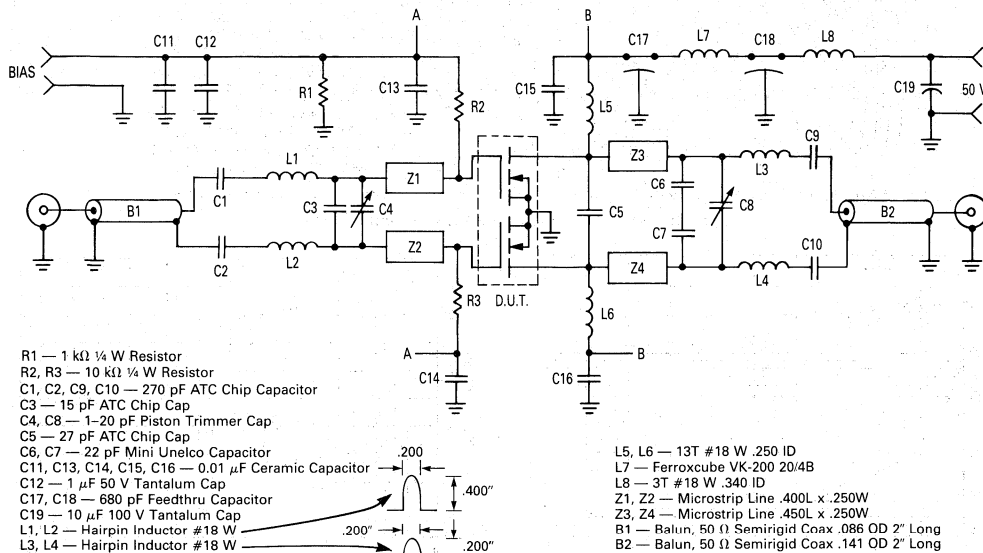 A
B
C11
C12
C17
L7
C18
L8
BIAS
R1
C13
R2
C15
L5
C19
50 V
L1
Z1
Z3
C9
L3
B1
C1
C3
C4
C5
C6
C8
B2
C7
C10
Z2
Z4
C2
L2
R3
D.U.T.
L4
L6
A
B
C14
C16
R1 — 1 kΩ ¼ W Resistor
R2, R3 — 10 kΩ ¼ W Resistor
C1, C2, C9, C10 — 270 pF ATC Chip Capacitor
C3 — 15 pF ATC Chip Cap
C4, C8 — 1–20 pF Piston Trimmer Cap
C5 — 27 pF ATC Chip Cap
C6, C7 — 22 pF Mini Unelco Capacitor
C11, C13, C14, C15, C16 — 0.01 μF Ceramic Capacitor
C12 — 1 μF 50 V Tantalum Cap
C17, C18 — 680 pF Feedthru Capacitor
C19 — 10 μF 100 V Tantalum Cap
L1, L2 — Hairpin Inductor #18 W
L3, L4 — Hairpin Inductor #18 W
.200
.400"
.200"
.200"
L5, L6 — 13T #18 W .250 ID
L7 — Ferroxcube VK-200 20/4B
L8 — 3T #18 W .340 ID
Z1, Z2 — Microstrip Line .400L x .250W
Z3, Z4 — Microstrip Line .450L x .250W
B1 — Balun, 50 Ω Semirigid Coax .086 OD 2" Long
B2 — Balun, 50 Ω Semirigid Coax .141 OD 2" Long